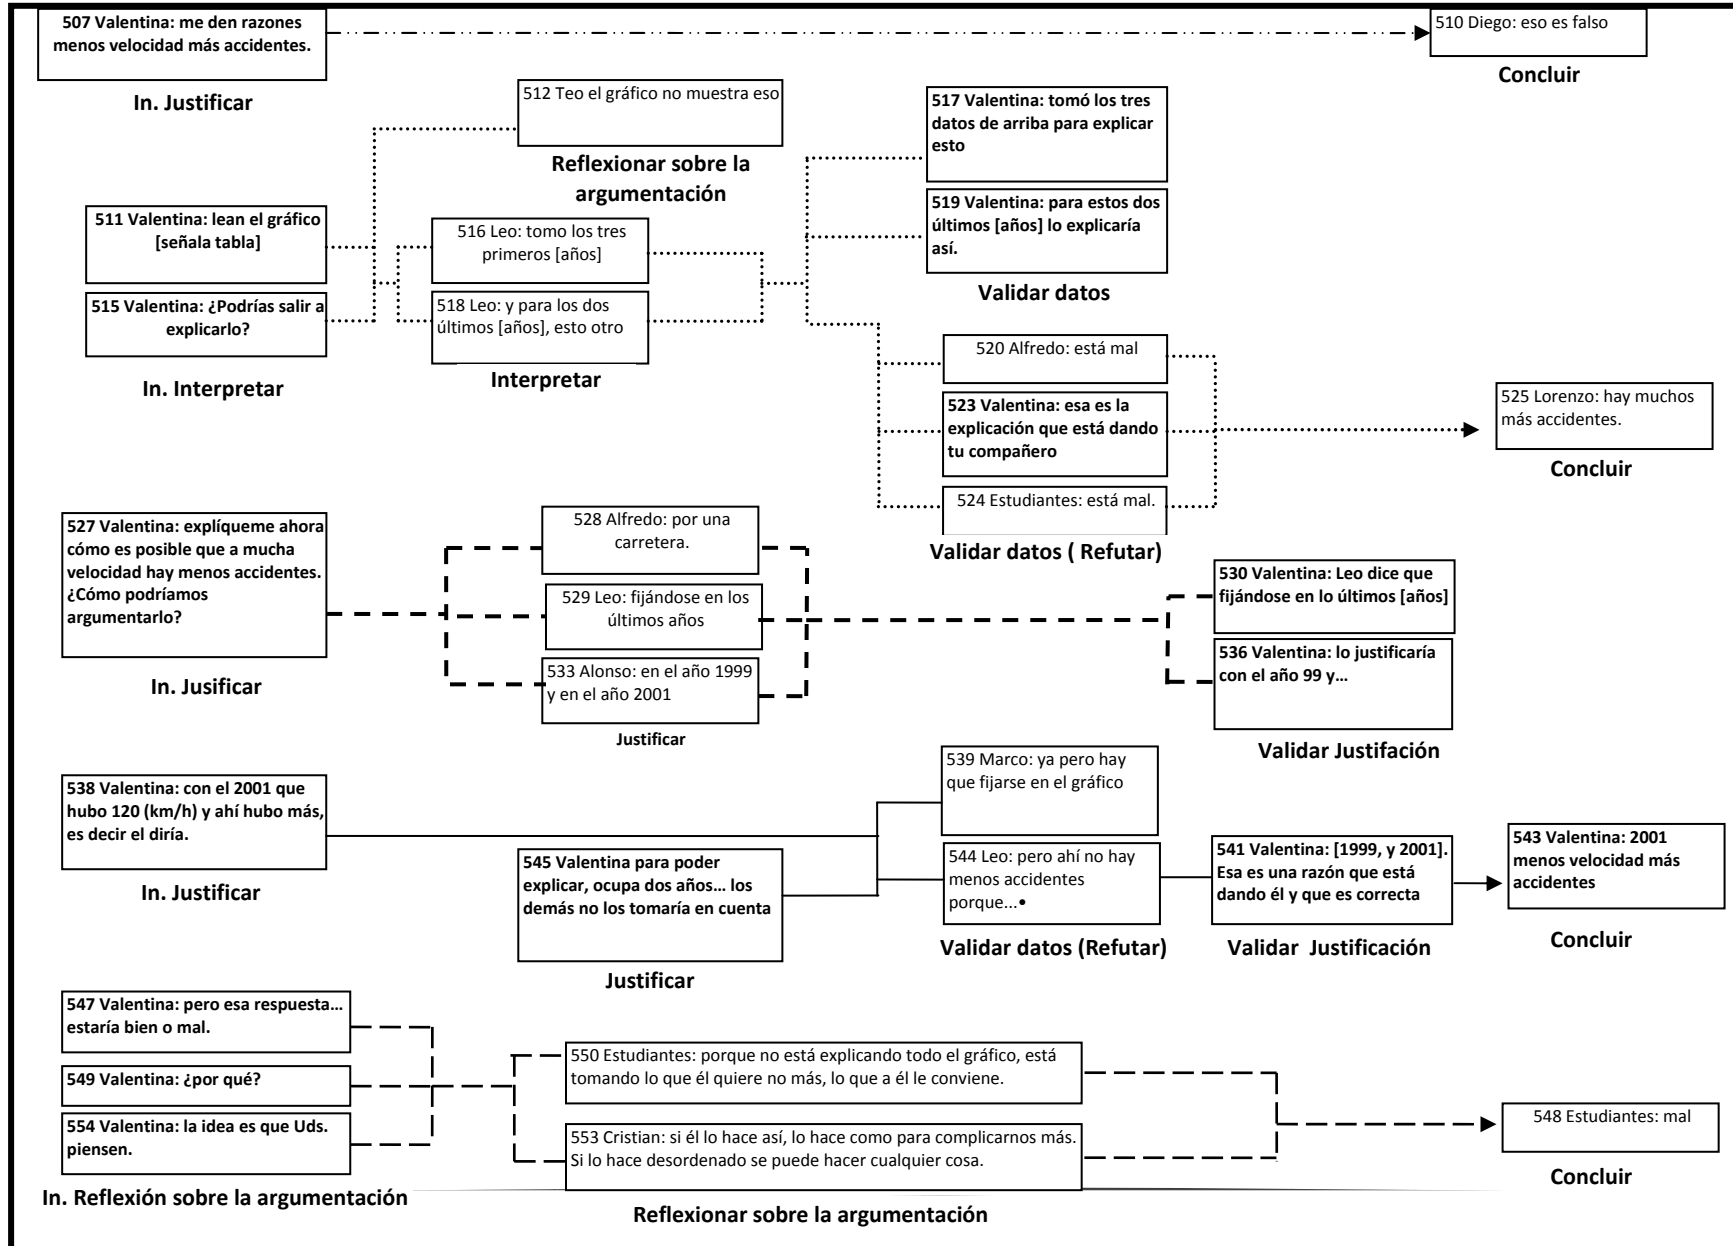 507 Valentina: me den razones
menos velocidad más accidentes.
In. Justificar
510 Diego: eso es falso
Concluir
512 Teo el gráfico no muestra eso
Reflexionar sobre la
argumentación
517 Valentina: tomó los tres
datos de arriba para explicar
esto
511 Valentina: lean el gráfico
[señala tabla]
515 Valentina: ¿Podrías salir a
explicarlo?
In. Interpretar
516 Leo: tomo los tres
primeros [años]
518 Leo: y para los dos
últimos [años], esto otro
Interpretar
519 Valentina: para estos dos
últimos [años] lo explicaría
así.
Validar datos
520 Alfredo: está mal
523 Valentina: esa es la
explicación que está dando
tu compañero
524 Estudiantes: está mal.
Validar datos ( Refutar)
525 Lorenzo: hay muchos
más accidentes.
Concluir
527 Valentina: explíqueme ahora
cómo es posible que a mucha
velocidad hay menos accidentes.
¿Cómo podríamos
argumentarlo?
In. Jusificar
528 Alfredo: por una
carretera.
529 Leo: fijándose en los
últimos años
533 Alonso: en el año 1999
y en el año 2001
Justificar
530 Valentina: Leo dice que
fijándose en lo últimos [años]
536 Valentina: lo justificaría
con el año 99 y…
Validar Justifación
538 Valentina: con el 2001 que
hubo 120 (km/h) y ahí hubo más,
es decir el diría.
In. Justificar
545 Valentina para poder
explicar, ocupa dos años… los
demás no los tomaría en cuenta
Justificar
539 Marco: ya pero hay
que fijarse en el gráfico
544 Leo: pero ahí no hay
menos accidentes
porque...•
Validar datos (Refutar)
541 Valentina: [1999, y 2001].
Esa es una razón que está
dando él y que es correcta
Validar Justificación
543 Valentina: 2001
menos velocidad más
accidentes
Concluir
547 Valentina: pero esa respuesta…
estaría bien o mal.
549 Valentina: ¿por qué?
554 Valentina: la idea es que Uds.
piensen.
In. Reflexión sobre la argumentación
550 Estudiantes: porque no está explicando todo el gráfico, está
tomando lo que él quiere no más, lo que a él le conviene.
553 Cristian: si él lo hace así, lo hace como para complicarnos más.
Si lo hace desordenado se puede hacer cualquier cosa.
Reflexionar sobre la argumentación
548 Estudiantes: mal
Concluir